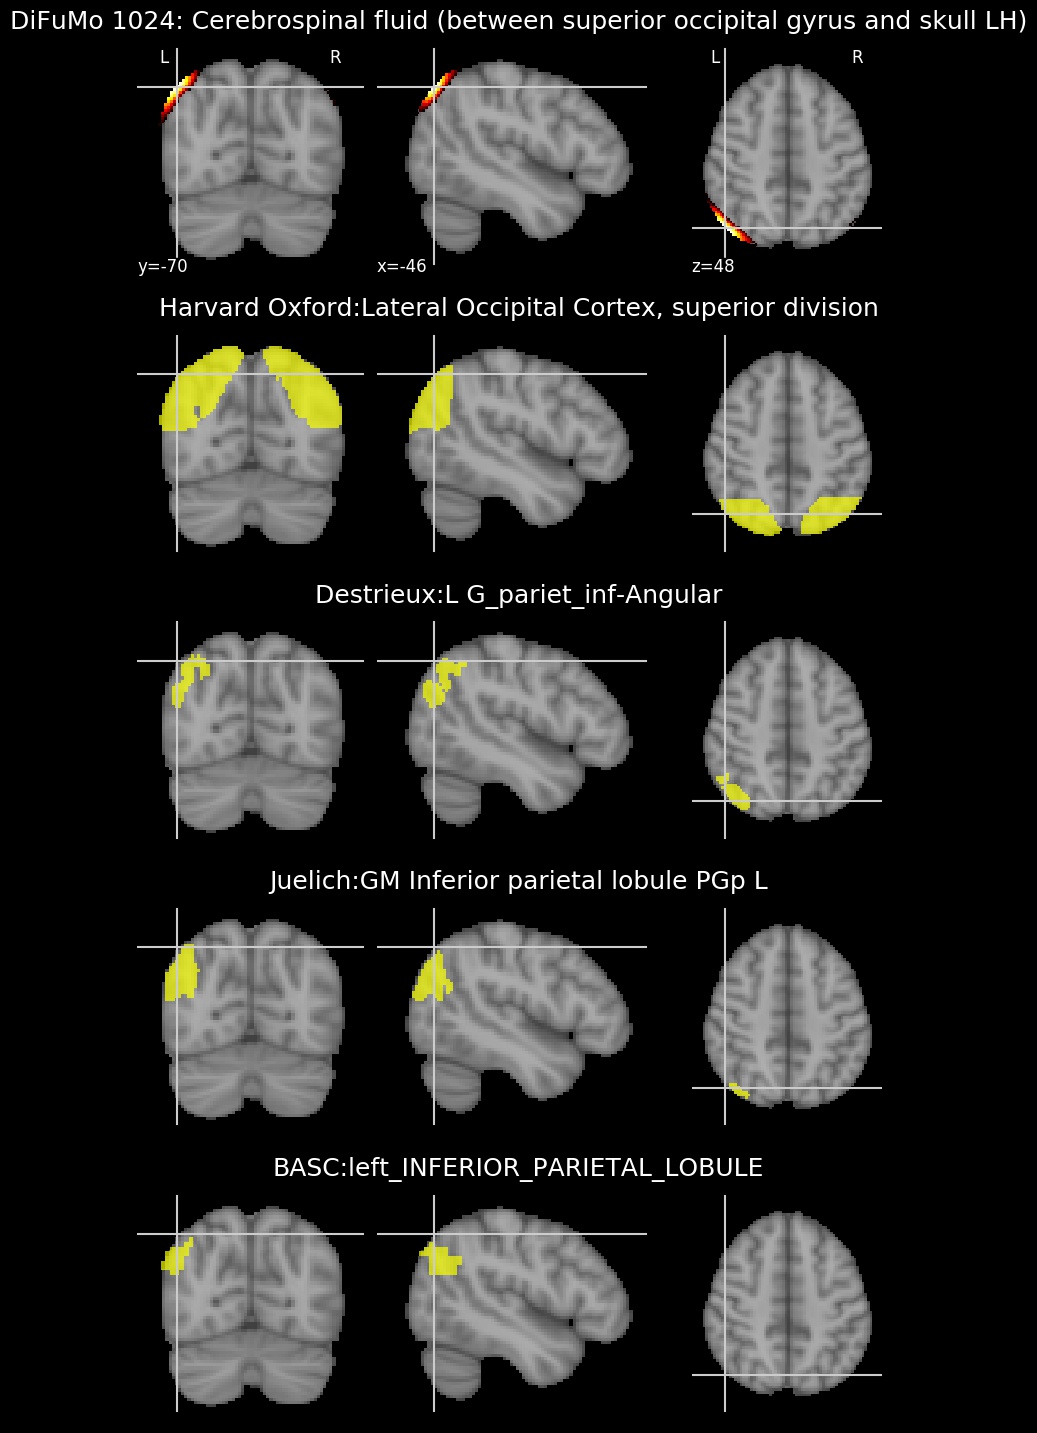 DiFuMo 1024: Cerebrospinal fluid (between superior occipital gyrus and skull LH)
L R L R
y=-70 x=-46 z=48
Harvard Oxford:Lateral Occipital Cortex, superior division
Destrieux:L G_pariet_inf-Angular
Juelich:GM Inferior parietal lobule PGp L
BASC:left_INFERIOR_PARIETAL_LOBULE